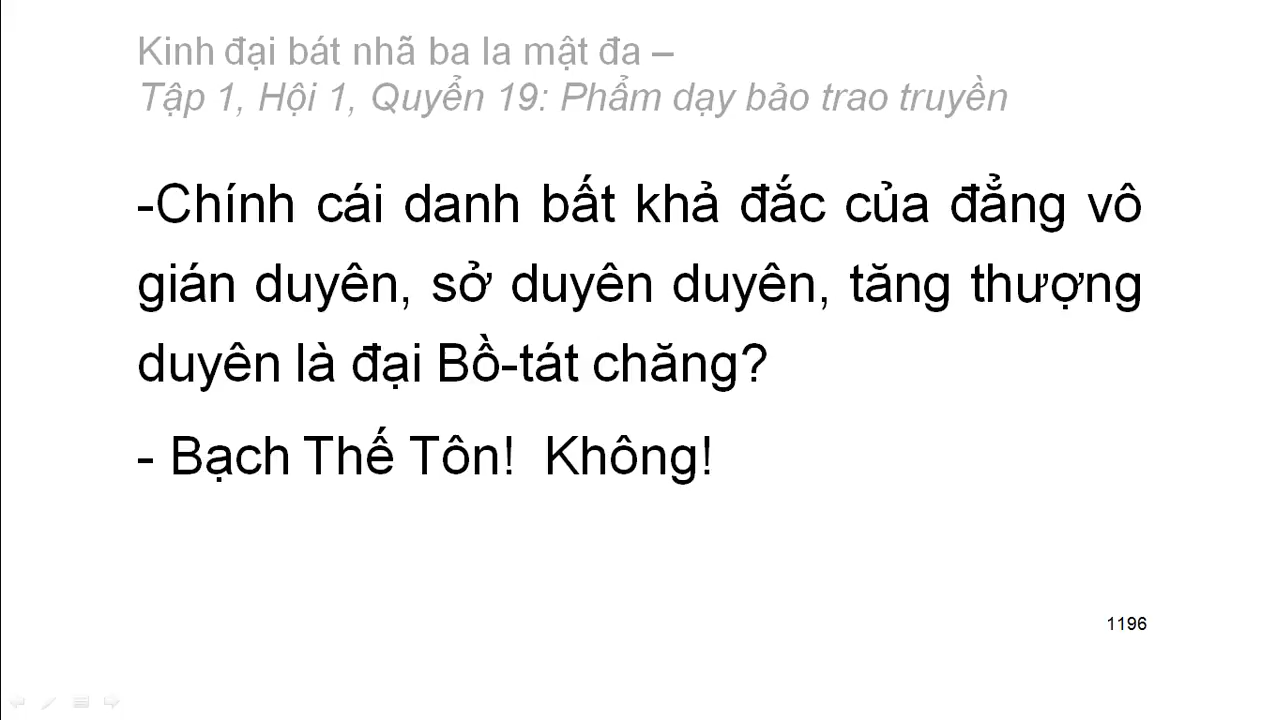 Kinh đại bát nhã ba la mật đa –
Tập 1, Hội 1, Quyển 19: Phẩm dạy bảo trao truyền
-Chính cái danh bất khả đắc của đẳng vô
gián duyên, sở duyên duyên, tăng thượng
duyên là đại Bồ-tát chăng?
- Bạch Thế Tôn!  Không!
1196